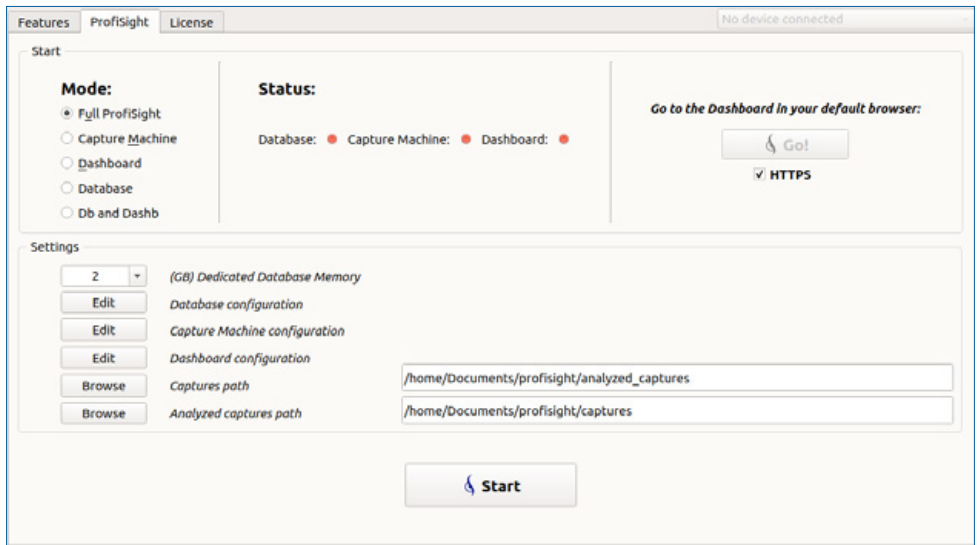 Features ProfiSight License No device connected
Start
Mode:
Full ProfiSight
Capture Machine
Dashboard
Database
Db and Dashb
Status:
Database: Capture Machine: Dashboard:
Go to the Dashboard in your default browser:
Go!
HTTPS
Settings
2 (GB) Dedicated Database Memory
Edit Database configuration
Edit Capture Machine configuration
Edit Dashboard configuration
Browse Captures path /home/Documents/profisight/analyzed_captures
Browse Analyzed captures path /home/Documents/profisight/captures
Start